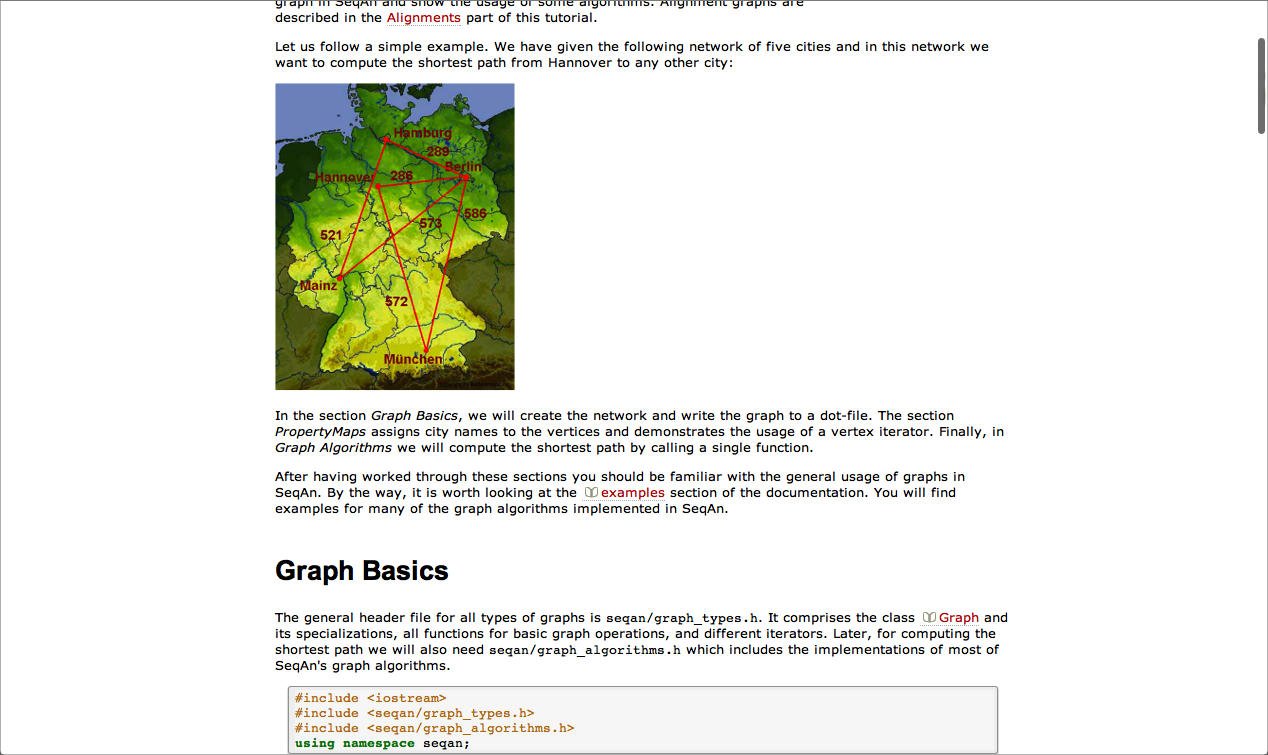 graph in SeqAn and show the usage of some algorithms. Alignment graphs are
described in the Alignments part of this tutorial.
Let us follow a simple example. We have given the following network of five cities and in this network we
want to compute the shortest path from Hannover to any other city:
Hamburg
289
Berlin
Hannover
286
586
573
521
Mainz
572
München
In the section Graph Basics, we will create the network and write the graph to a dot-file. The section
PropertyMaps assigns city names to the vertices and demonstrates the usage of a vertex iterator. Finally, in
Graph Algorithms we will compute the shortest path by calling a single function.
After having worked through these sections you should be familiar with the general usage of graphs in
SeqAn. By the way, it is worth looking at the examples section of the documentation. You will find
examples for many of the graph algorithms implemented in SeqAn.
Graph Basics
The general header file for all types of graphs is seqan/graph_types.h. It comprises the class Graph and
its specializations, all functions for basic graph operations, and different iterators. Later, for computing the
shortest path we will also need seqan/graph_algorithms.h which includes the implementations of most of
SeqAn's graph algorithms.
#include <iostream>
#include <seqan/graph_types.h>
#include <seqan/graph_algorithms.h>
using namespace seqan;